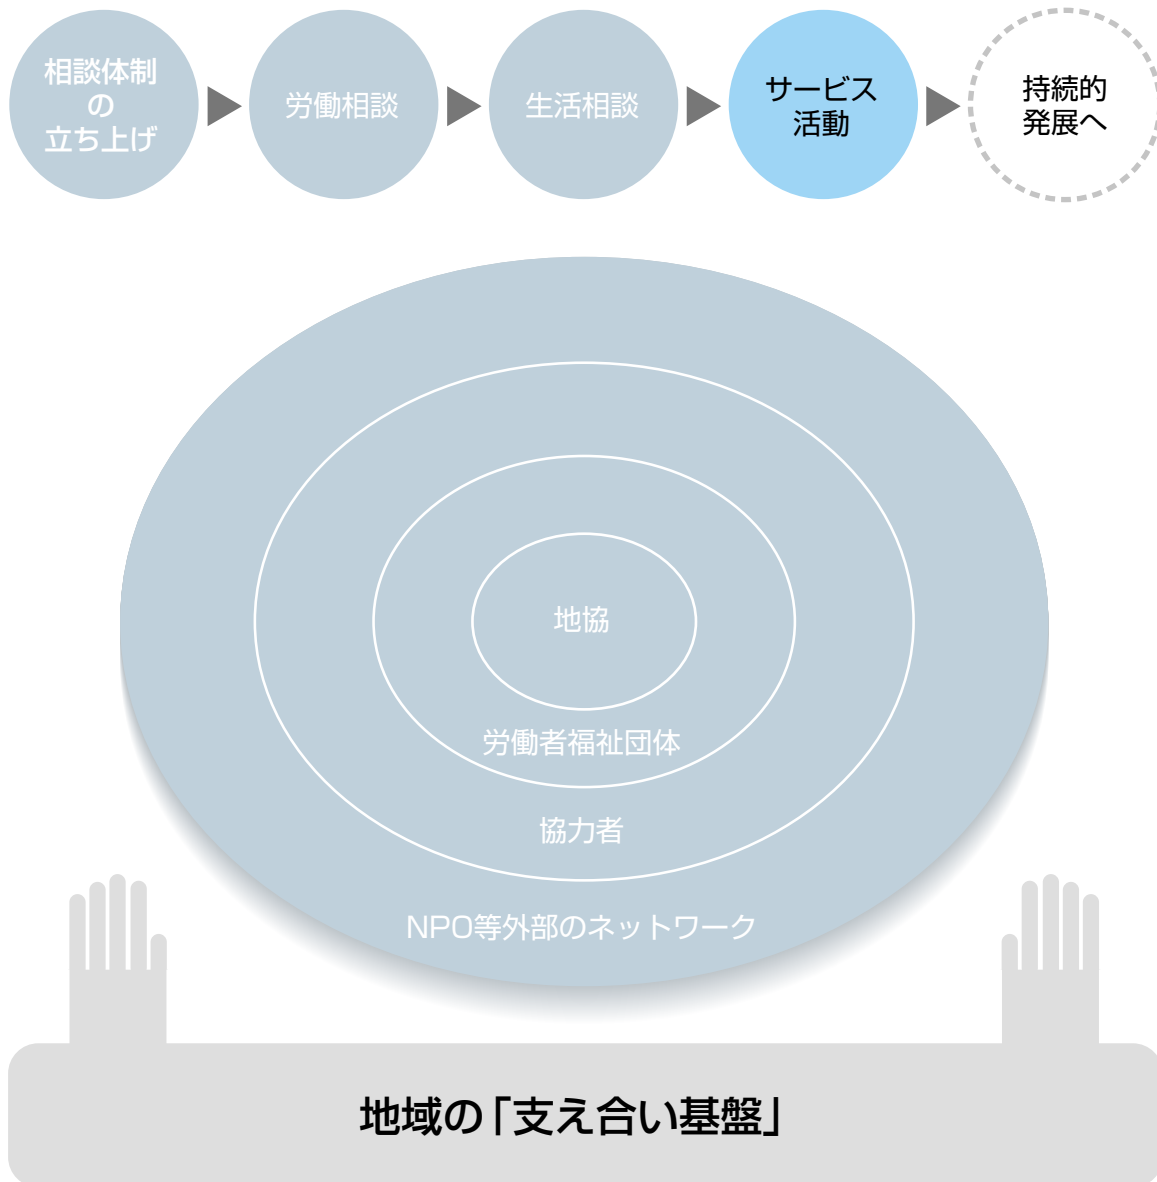 相談体制
の
立ち上げ
労働相談
生活相談
サービス
活動
持続的
発展へ
地協
労働者福祉団体
協力者
NPO等外部のネットワーク
地域の「支え合い基盤」